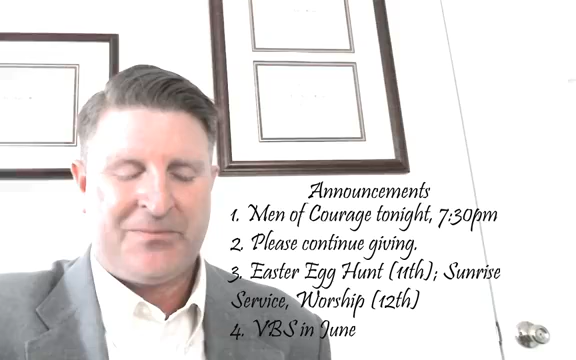 Announcements
1. Men of Courage tonight, 7:30pm
2. Please continue giving.
3. Easter Egg Hunt (11th); Sunrise
Service, Worship (12th)
4. VBS in June